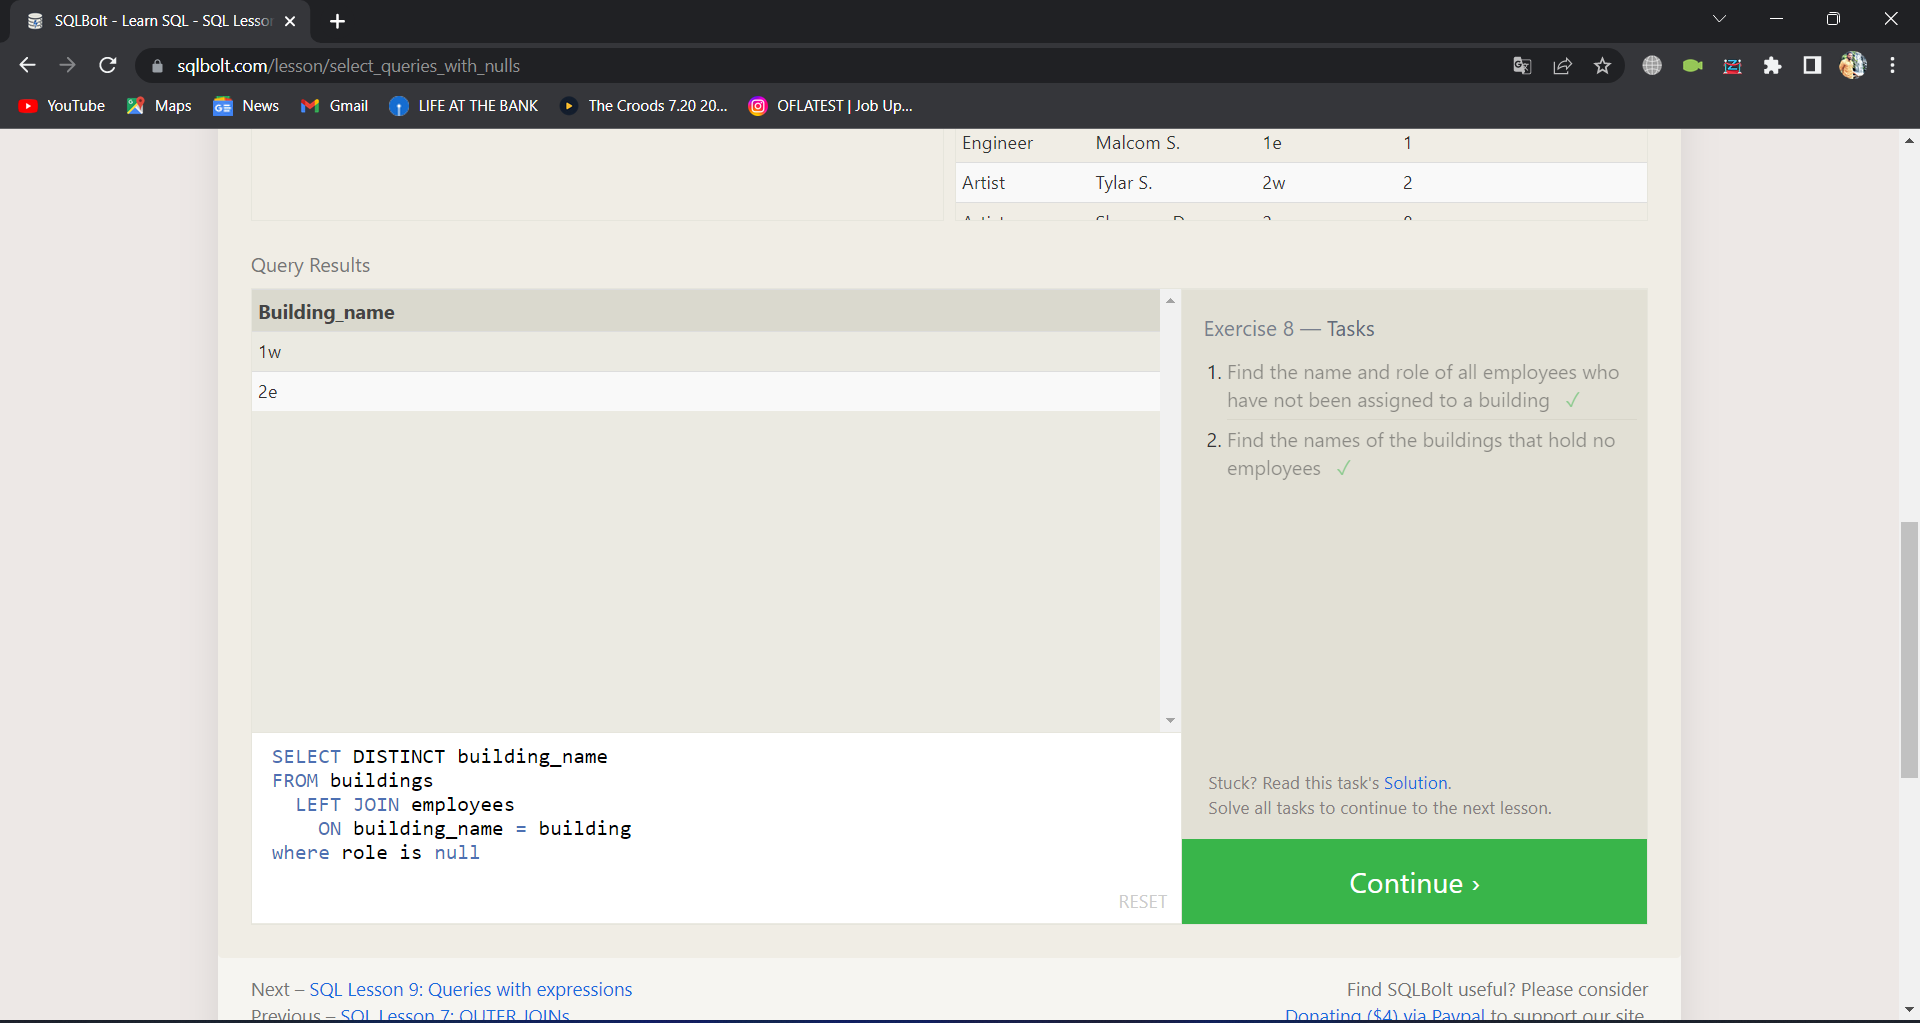 SQLBolt - Learn SQL - SQL Lesso
sqlbolt.com/lesson/select_queries_with_nulls
YouTube Maps News Gmail LIFE AT THE BANK The Croods 7.20 20... OFLATEST | Job Up...
Engineer Malcom S. 1e 1
Artist Tylar S. 2w 2
Query Results
Building_name
1w
2e
Exercise 8 — Tasks
1. Find the name and role of all employees who
have not been assigned to a building ✓
2. Find the names of the buildings that hold no
employees ✓
SELECT DISTINCT building_name
FROM buildings
LEFT JOIN employees
ON building_name = building
where role is null
RESET
Stuck? Read this task's Solution.
Solve all tasks to continue to the next lesson.
Continue ›
Next – SQL Lesson 9: Queries with expressions
Previous – SQL Lesson 7: OUTER JOINs
Find SQLBolt useful? Please consider
Donating ($4) via Paypal to support our site.